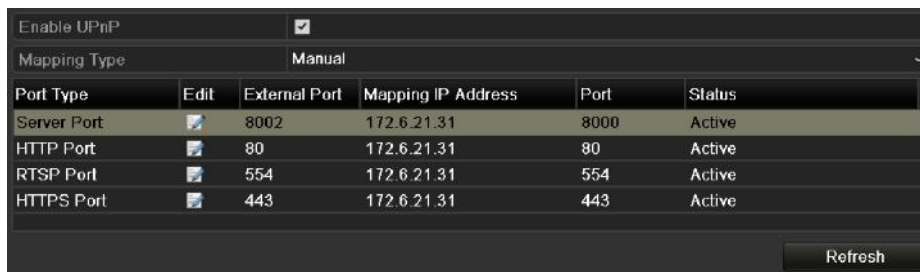 Enable UPnP
Mapping Type Manual
Port Type Edit External Port Mapping IP Address Port Status
Server Port 8002 172.6.21.31 8000 Active
HTTP Port 80 172.6.21.31 80 Active
RTSP Port 554 172.6.21.31 554 Active
HTTPS Port 443 172.6.21.31 443 Active
Refresh